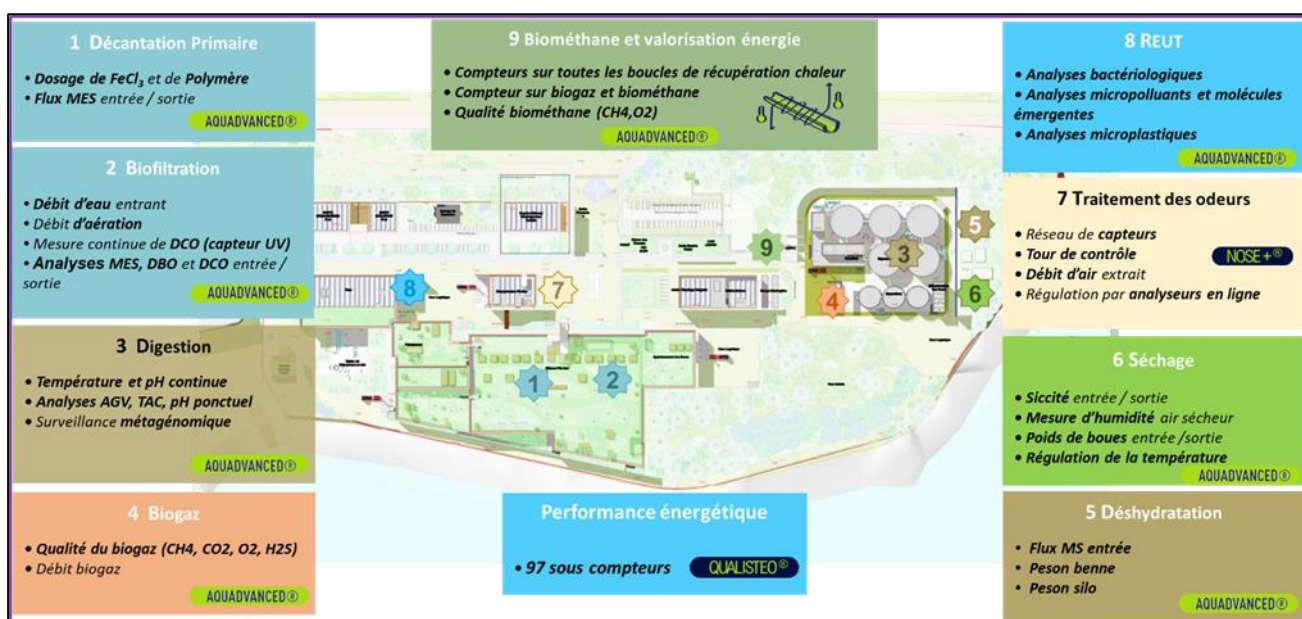 1 Décantation Primaire
• Dosage de FeCl3 et de Polymère
• Flux MES entrée / sortie
AQUADVANCED®
2 Biofiltration
• Débit d'eau entrant
• Débit d'aération
• Mesure continue de DCO (capteur UV)
• Analyses MES, DBO et DCO entrée /
sortie
AQUADVANCED®
3 Digestion
• Température et pH continue
• Analyses AGV, TAC, pH ponctuel
• Surveillance métagénomique
AQUADVANCED®
4 Biogaz
• Qualité du biogaz (CH4, CO2, O2, H2S)
• Débit biogaz
AQUADVANCED®
9 Biométhane et valorisation énergie
• Compteurs sur toutes les boucles de récupération chaleur
• Compteur sur biogaz et biométhane
• Qualité biométhane (CH4,O2)
AQUADVANCED®
9
3
5
8
7
4
6
1
2
Performance énergétique
• 97 sous compteurs
QUALISTEO®
8 REUT
• Analyses bactériologiques
• Analyses micropolluants et molécules
émergentes
• Analyses microplastiques
AQUADVANCED®
7 Traitement des odeurs
• Réseau de capteurs
• Tour de contrôle
NOSE+®
• Débit d'air extrait
• Régulation par analyseurs en ligne
6 Séchage
• Siccité entrée / sortie
• Mesure d'humidité air sécheur
• Poids de boues entrée /sortie
• Régulation de la température
AQUADVANCED®
5 Déshydratation
• Flux MS entrée
• Peson benne
• Peson silo
AQUADVANCED®